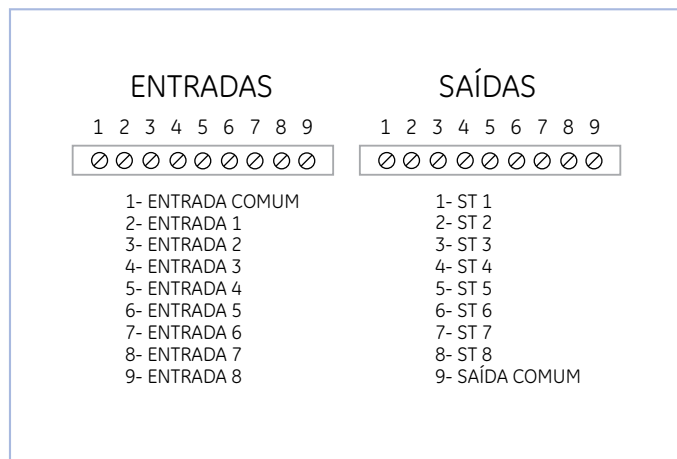 ENTRADAS
1 2 3 4 5 6 7 8 9
1- ENTRADA COMUM
2- ENTRADA 1
3- ENTRADA 2
4- ENTRADA 3
5- ENTRADA 4
6- ENTRADA 5
7- ENTRADA 6
8- ENTRADA 7
9- ENTRADA 8
SAÍDAS
1 2 3 4 5 6 7 8 9
1- ST 1
2- ST 2
3- ST 3
4- ST 4
5- ST 5
6- ST 6
7- ST 7
8- ST 8
9- SAÍDA COMUM